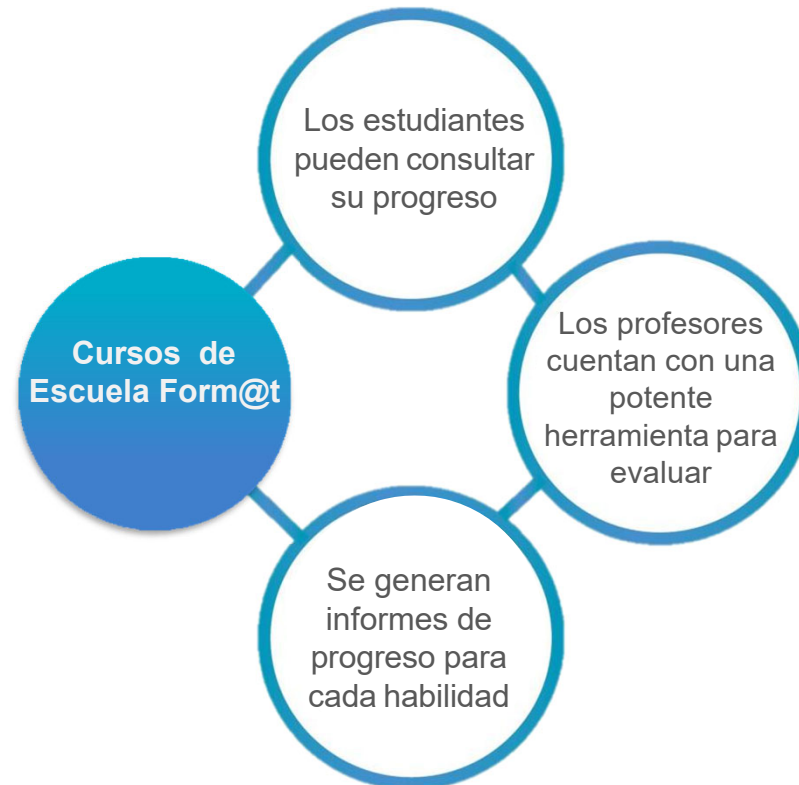 Los estudiantes
pueden consultar
su progreso
Cursos de
Escuela Form@t
Los profesores
cuentan con una
potente
herramienta para
evaluar
Se generan
informes de
progreso para
cada habilidad